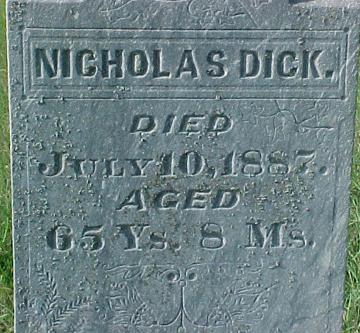 NICHOLAS DICK.
DIED
JULY 10, 1887.
AGED
65 Ys. 8 Ms.